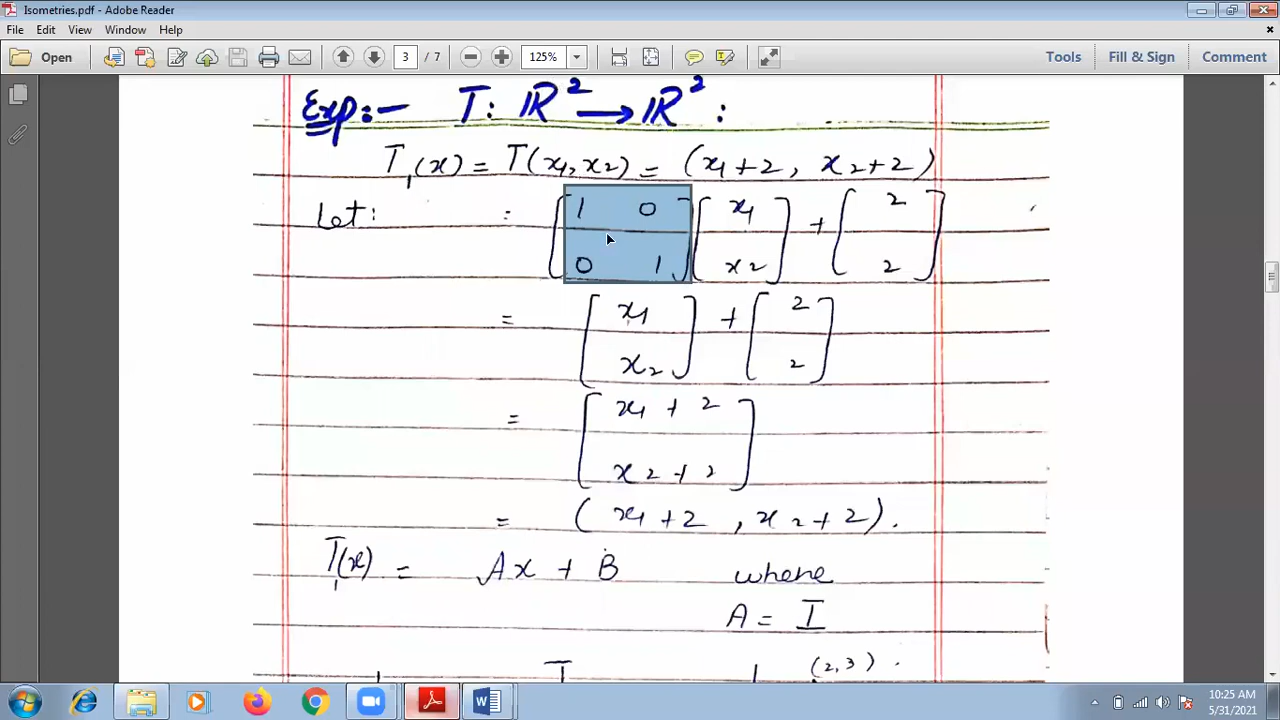 Isometries.pdf - Adobe Reader
File Edit View Window Help
Open 3 / 7 125% Tools Fill & Sign Comment
Exp:- T: ℝ² → ℝ² :
T₁(x) = T(x₁, x₂) = (x₁+2, x₂+2)
Let: = [1 0; 0 1] [x₁; x₂] + [2; 2]
= [x₁; x₂] + [2; 2]
= [x₁ + 2; x₂ + 2]
= (x₁+2, x₂+2).
T₁(x) = Ax + B where
A = I
T (2,3)
10:25 AM
5/31/2021